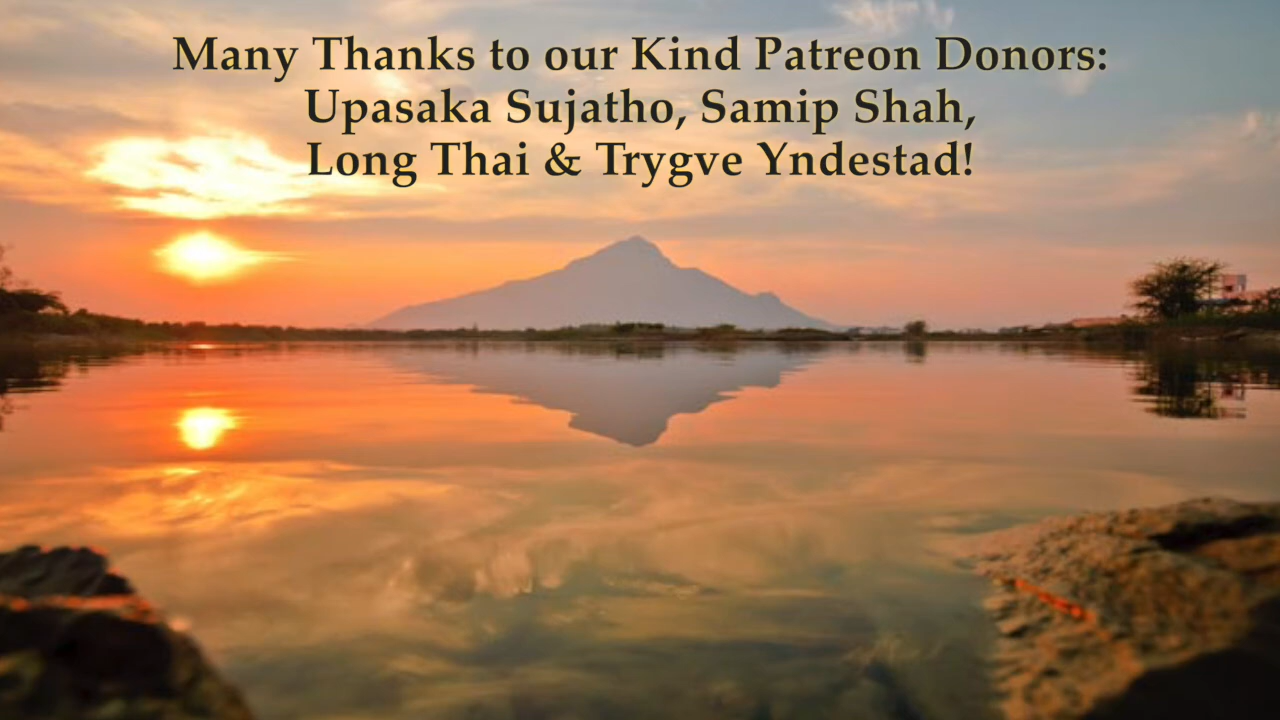 Many Thanks to our Kind Patreon Donors:
Upasaka Sujatho, Samip Shah,
Long Thai & Trygve Yndestad!